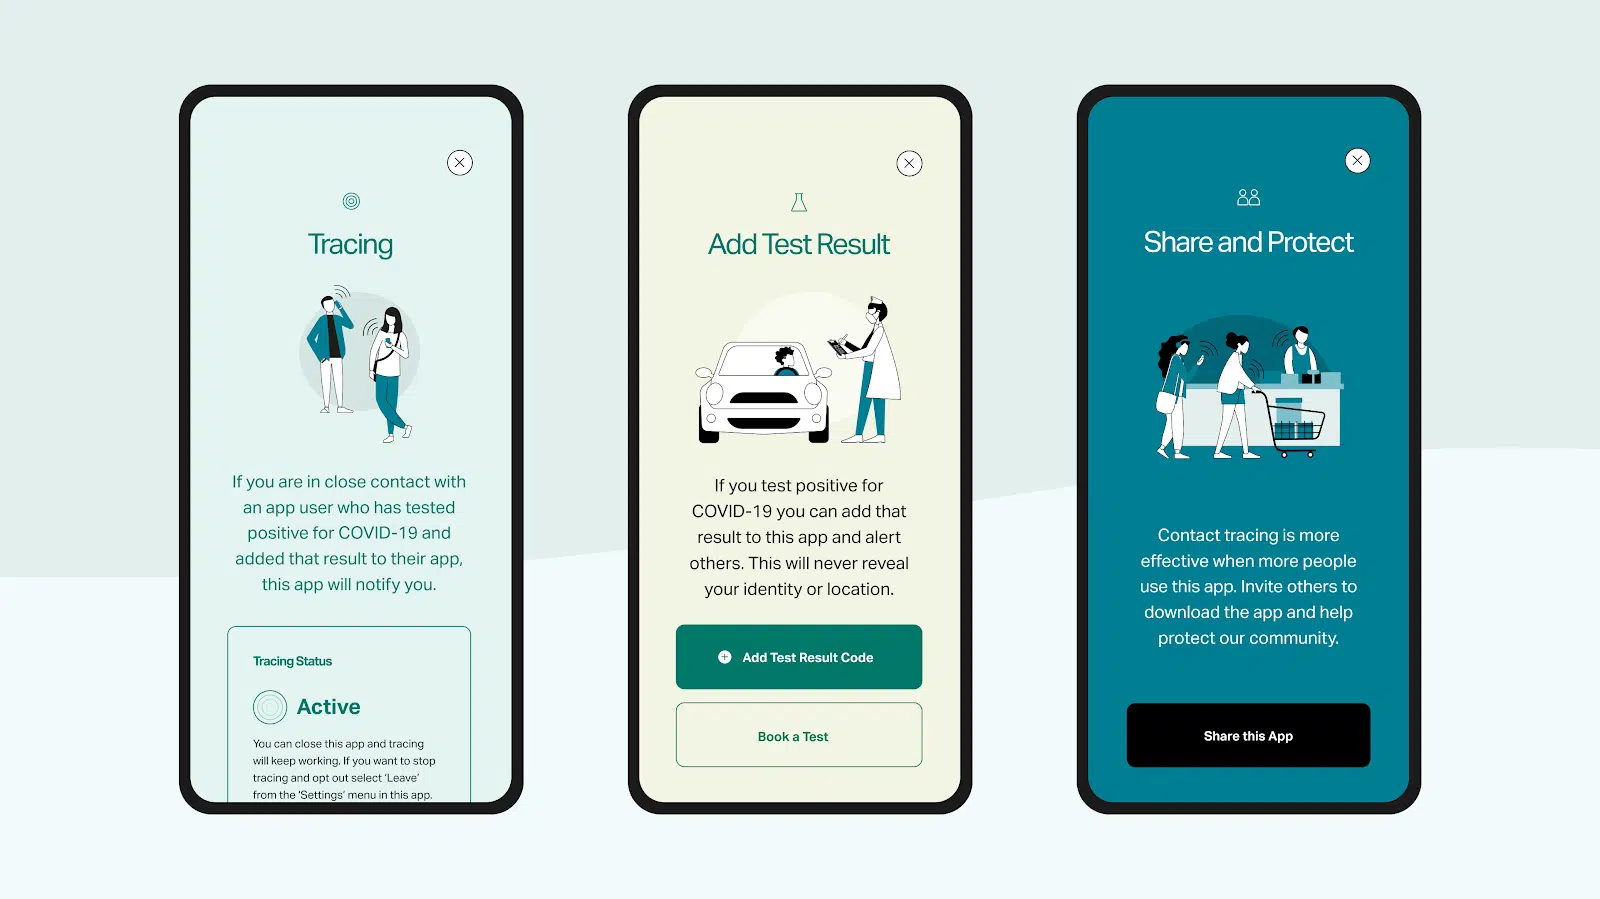 Tracing
If you are in close contact with
an app user who has tested
positive for COVID-19 and
added that result to their app,
this app will notify you.
Tracing Status
Active
You can close this app and tracing
will keep working. If you want to stop
tracing and opt out select ‘Leave’
from the ‘Settings’ menu in this app.
Add Test Result
If you test positive for
COVID-19 you can add that
result to this app and alert
others. This will never reveal
your identity or location.
Add Test Result Code
Book a Test
Share and Protect
Contact tracing is more
effective when more people
use this app. Invite others to
download the app and help
protect our community.
Share this App